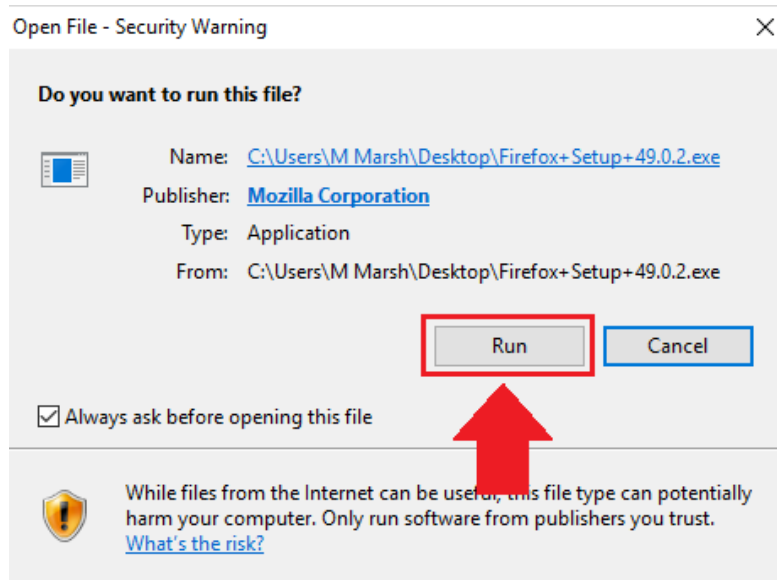 Open File - Security Warning
Do you want to run this file?
Name: C:\Users\M Marsh\Desktop\Firefox+Setup+49.0.2.exe
Publisher: Mozilla Corporation
Type: Application
From: C:\Users\M Marsh\Desktop\Firefox+Setup+49.0.2.exe
Run Cancel
Always ask before opening this file
While files from the Internet can be useful, this file type can potentially
harm your computer. Only run software from publishers you trust.
What's the risk?